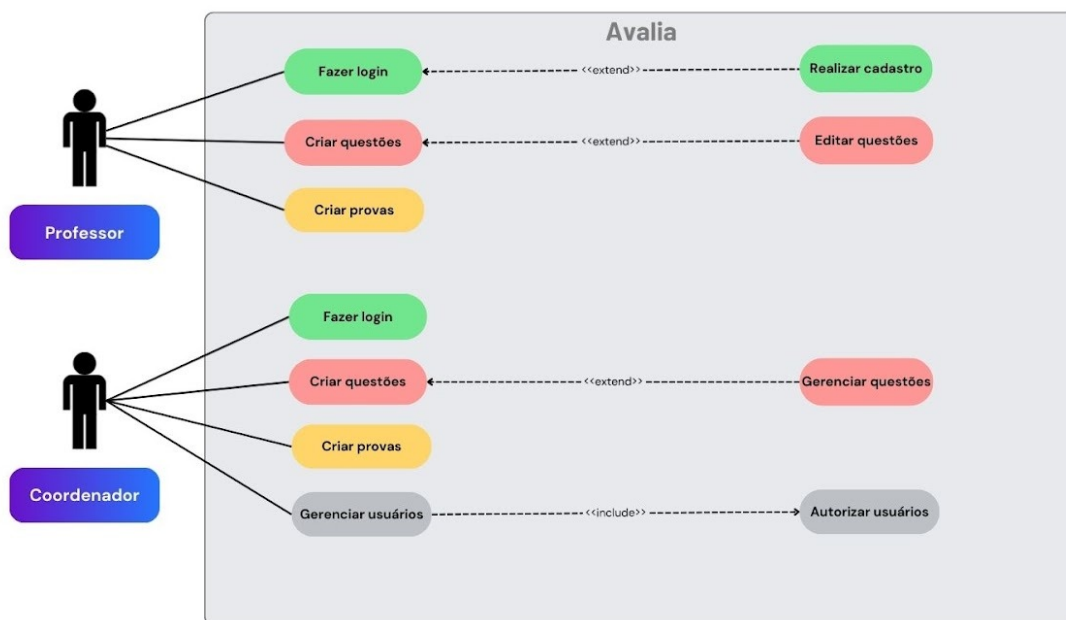 Avalia
Fazer login
<<extend>>
Realizar cadastro
Criar questões
<<extend>>
Editar questões
Criar provas
Professor
Fazer login
Criar questões
<<extend>>
Gerenciar questões
Criar provas
Coordenador
Gerenciar usuários
<<include>>
Autorizar usuários